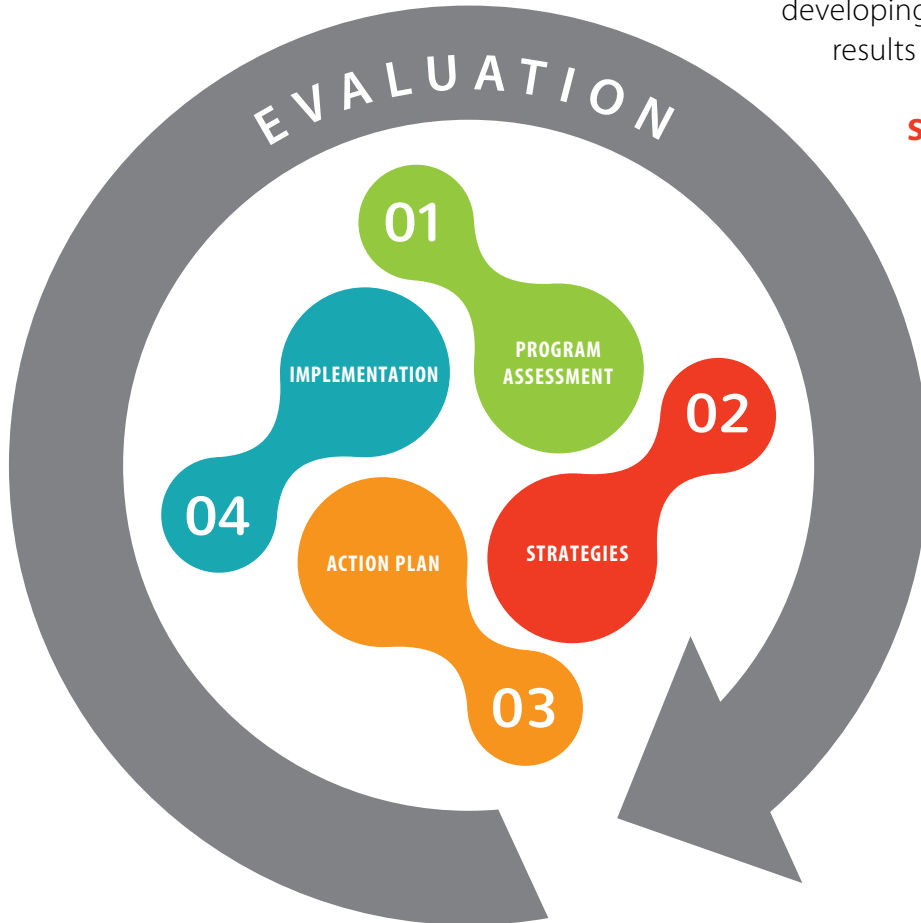 developing
results
EVALUATION
01
PROGRAM
ASSESSMENT
02
STRATEGIES
03
ACTION PLAN
04
IMPLEMENTATION